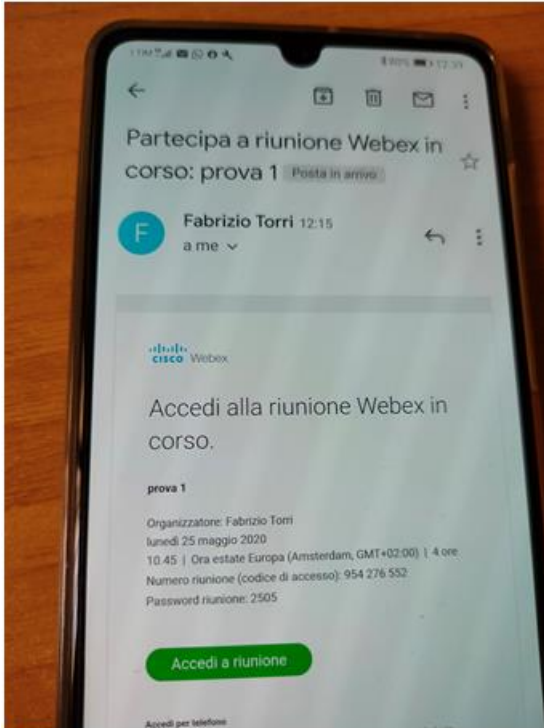 12:39
Partecipa a riunione Webex in
corso: prova 1 Posta in arrivo
F
Fabrizio Torri 12:15
a me
CISCO Webex
Accedi alla riunione Webex in
corso.
prova 1
Organizzatore: Fabrizio Torri
lunedì 25 maggio 2020
10.45 | Ora estate Europa (Amsterdam, GMT+02:00) | 4 ore
Numero riunione (codice di accesso): 954 276 552
Password riunione: 2505
Accedi a riunione
Accedi per telefono